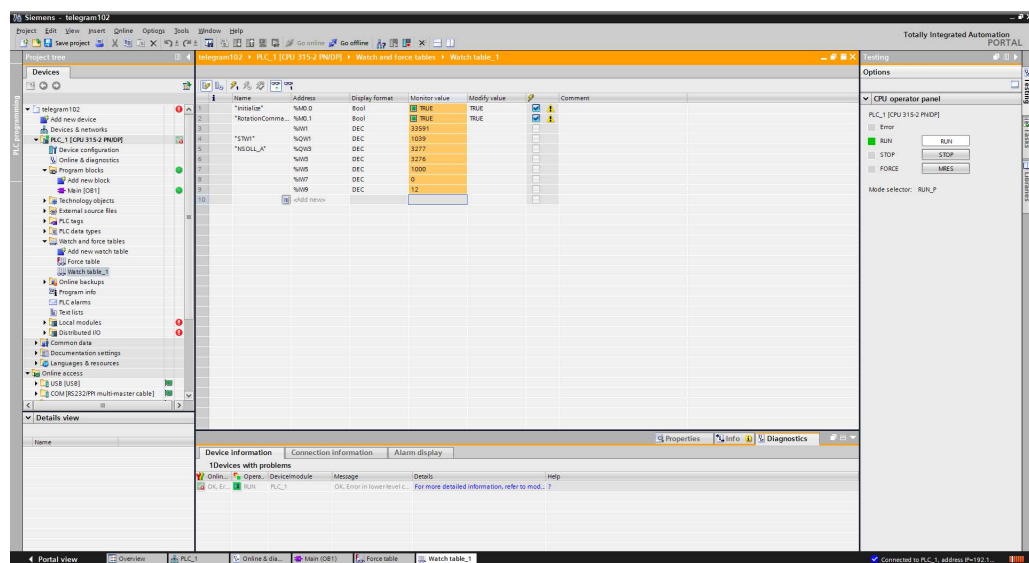 Siemens - telegram102
Project Edit View Insert Online Options Tools Window Help
Save project Go online Go offline
Totally Integrated Automation
PORTAL
Project tree
telegram102 PLC_1 [CPU 315-2 PN/DP] Watch and force tables Watch table_1
Testing
Devices
Options
PLC programming
telegram102
Add new device
Devices & networks
PLC_1 [CPU 315-2 PN/DP]
Device configuration
Online & diagnostics
Program blocks
Add new block
Main [OB1]
Technology objects
External source files
PLC tags
PLC data types
Watch and force tables
Add new watch table
Force table
Watch table_1
Online backups
Program info
PLC alarms
Text lists
Local modules
Distributed I/O
Common data
Documentation settings
Languages & resources
Online access
USB [USB]
COM [RS232/PPI multi-master cable]
Details view
Name
i Name Address Display format Monitor value Modify value Comment
1 "Initialize" %M0.0 Bool TRUE TRUE
2 "RotationComma... %M0.1 Bool TRUE TRUE
3 %IW1 DEC 33591
4 "STW1" %QW1 DEC 1039
5 "NSOLL_A" %QW3 DEC 3277
6 %IW3 DEC 3276
7 %IW5 DEC 1000
8 %IW7 DEC 0
9 %IW9 DEC 12
10 <Add new>
CPU operator panel
PLC_1 [CPU 315-2 PN/DP]
Error
RUN RUN
STOP STOP
FORCE MRES
Mode selector: RUN_P
Testing
Tasks
Libraries
Properties Info Diagnostics
Device information Connection information Alarm display
1Devices with problems
Onlin... Opera.. Device/module Message Details Help
OK, Er... RUN PLC_1 OK, Error in lower-level c... For more detailed information, refer to mod... ?
Portal view Overview PLC_1 Online & dia... Main (OB1) Force table Watch table_1
Connected to PLC_1, address IP=192.1...